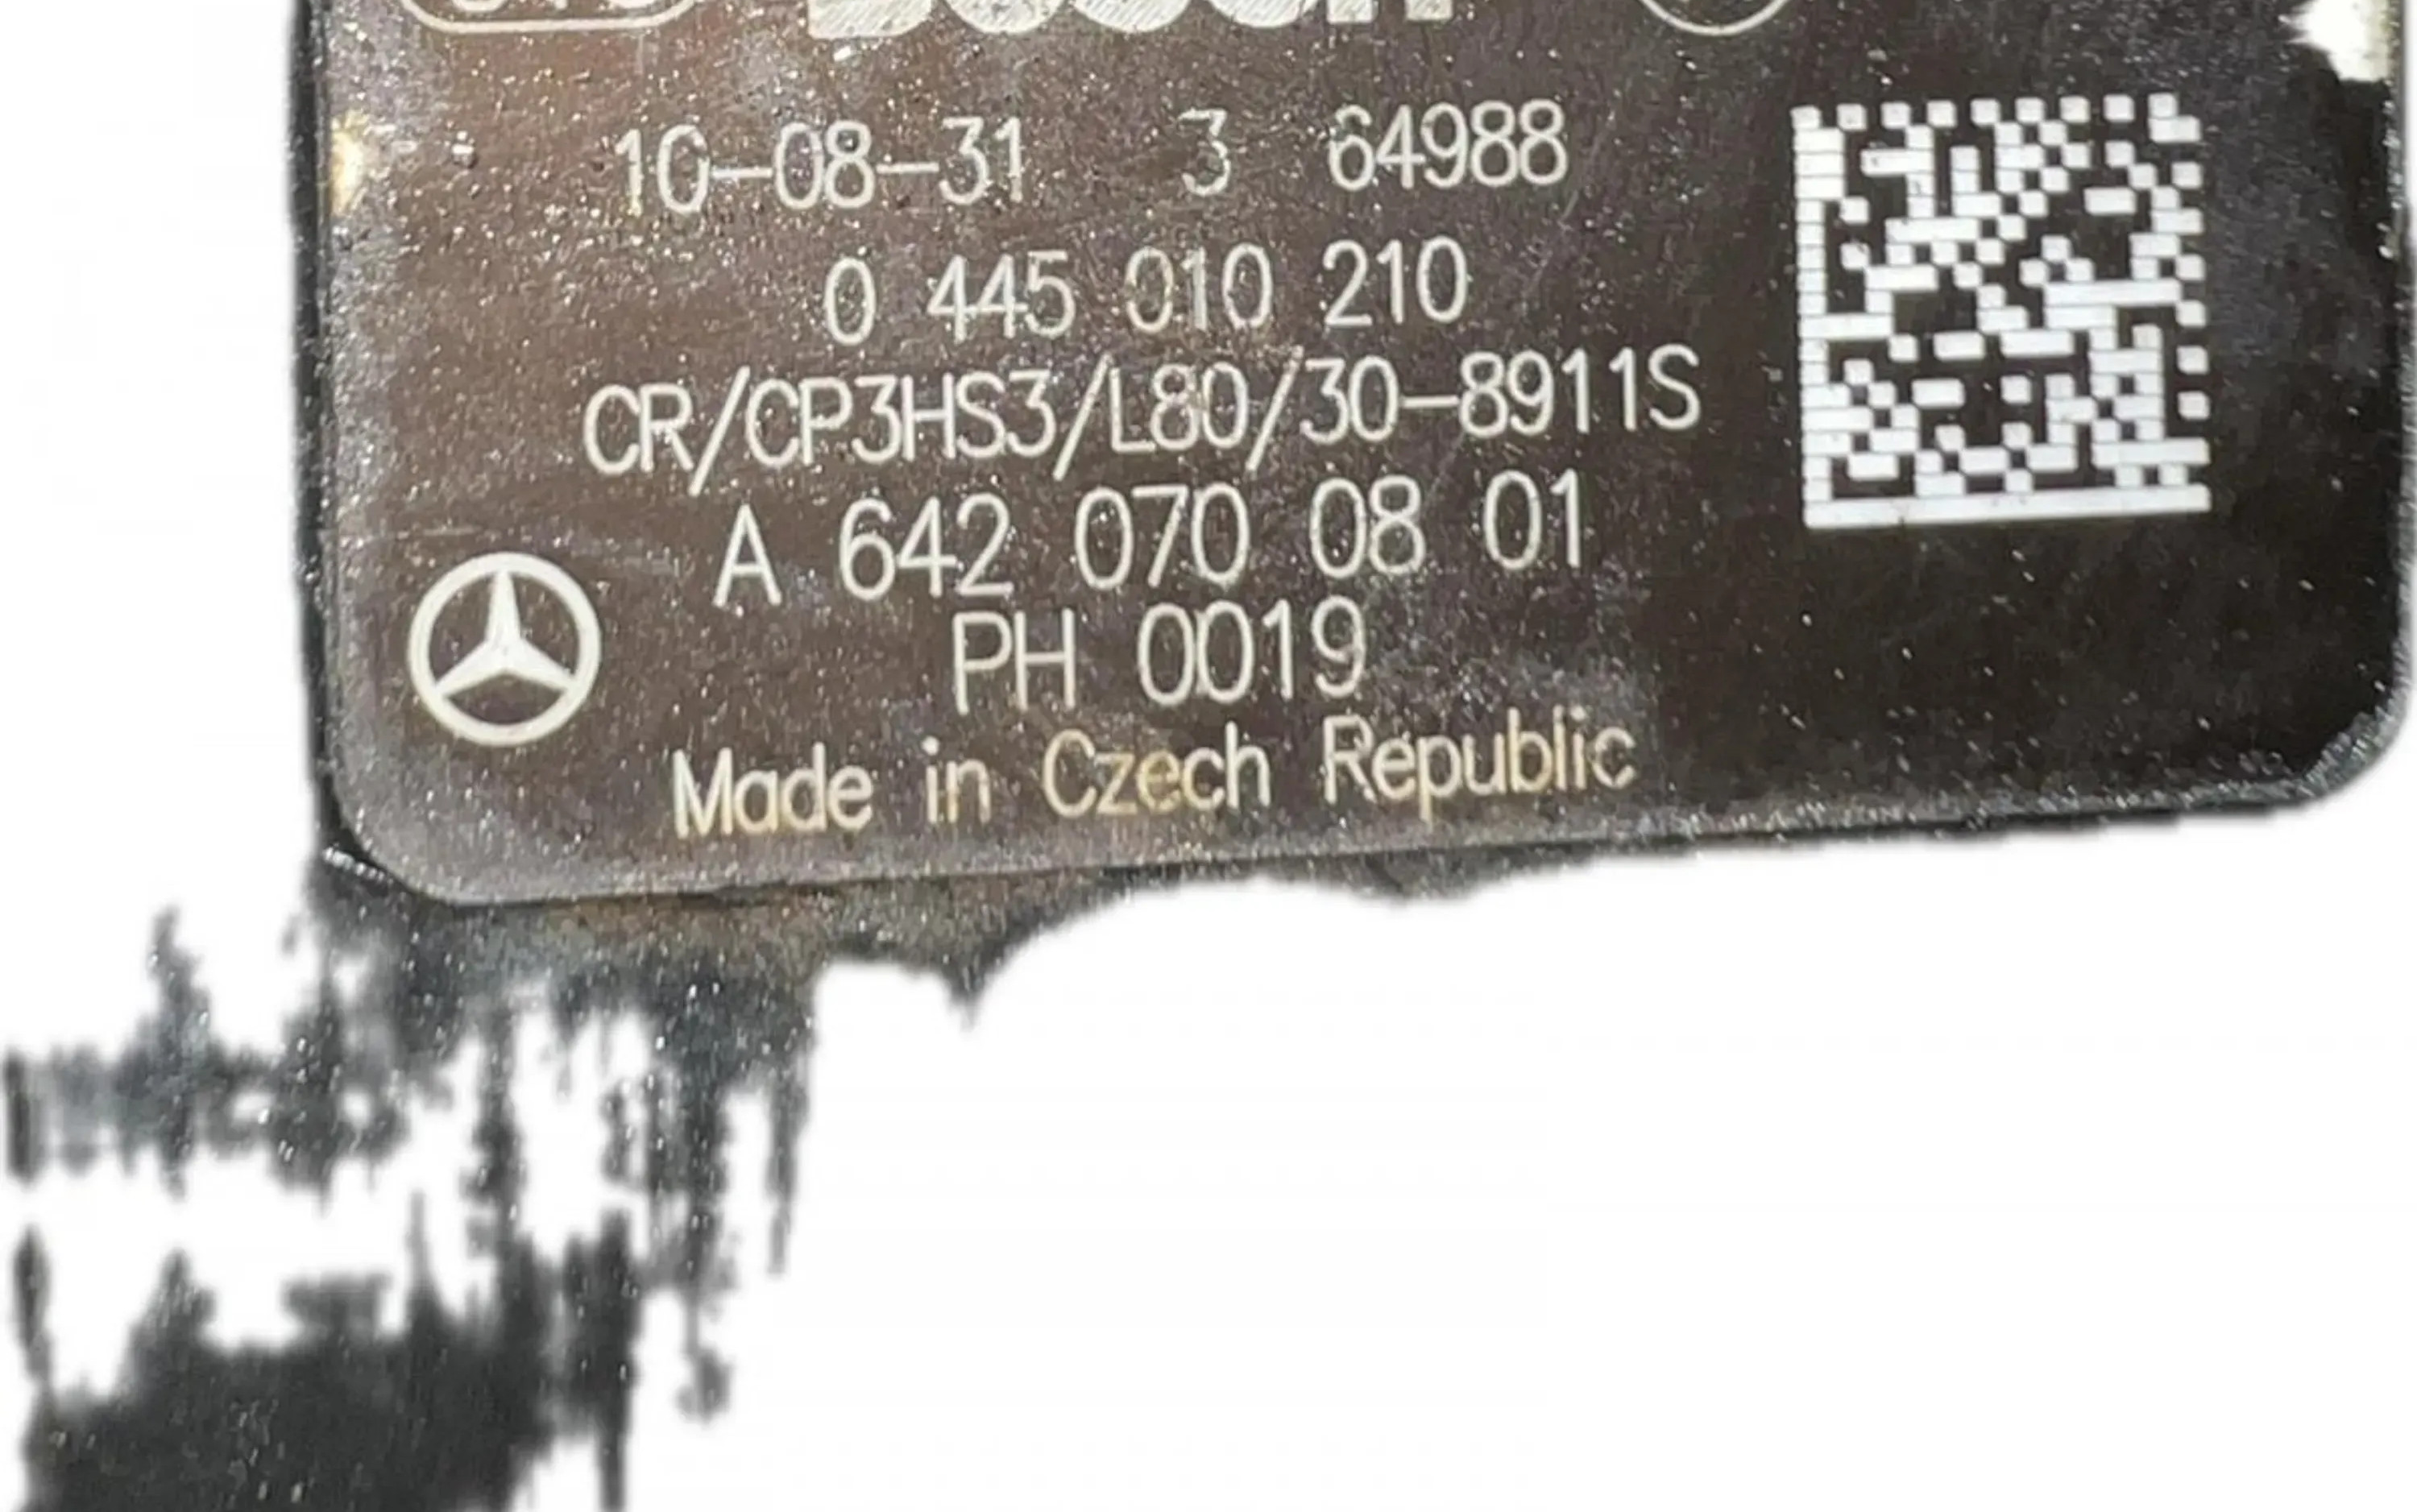 BOSCH
10-08-31 3 64988
0 445 010 210
CR/CP3HS3/L80/30-8911S
A 642 070 08 01
PH 0019
Made in Czech Republic